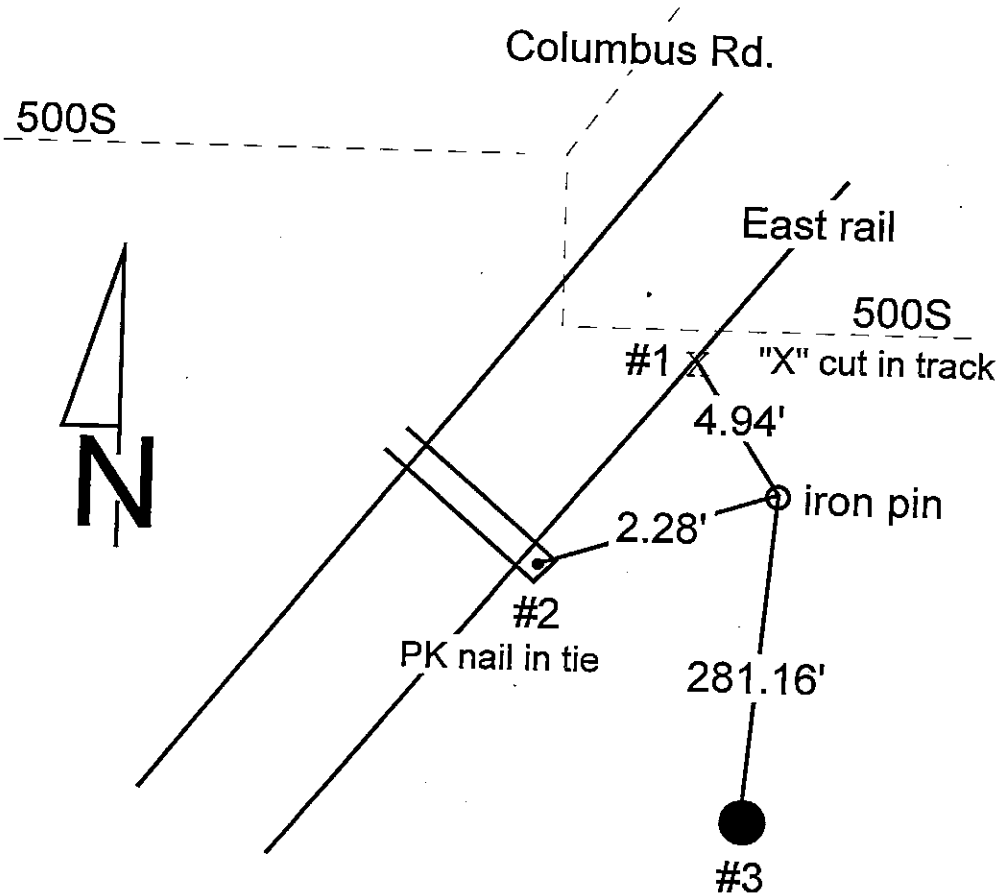 Columbus Rd.
500S
East rail
500S
#1
X
"X" cut in track
4.94'
iron pin
2.28'
#2
PK nail in tie
281.16'
#3
N